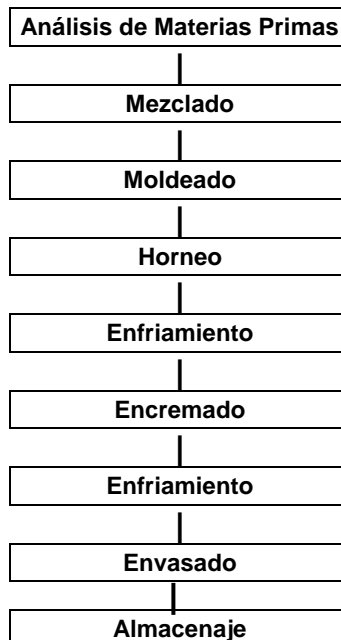 Análisis de Materias Primas
Mezclado
Moldeado
Horneo
Enfriamiento
Encremado
Enfriamiento
Envasado
Almacenaje